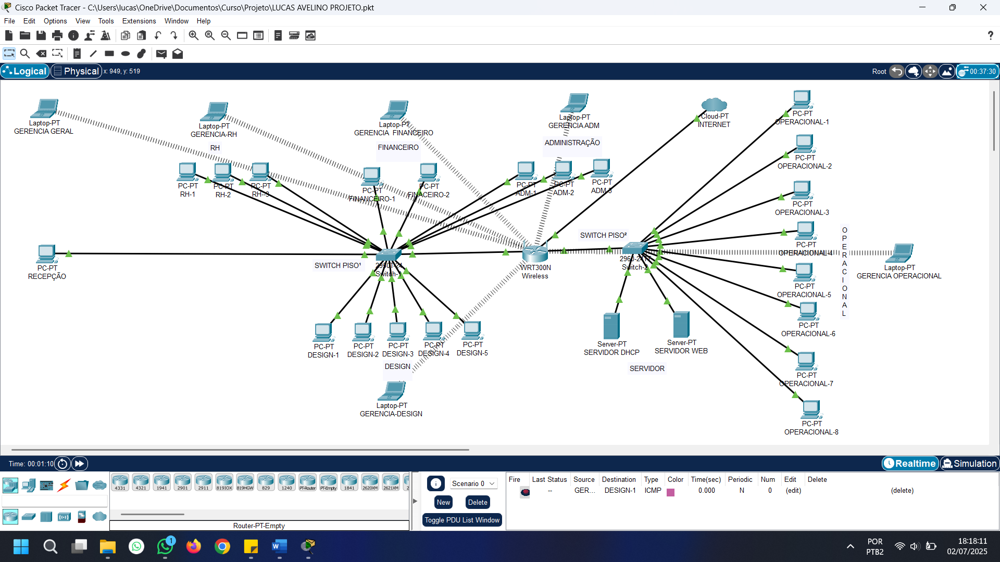 Cisco Packet Tracer - C:\Users\lucas\OneDrive\Documentos\Curso\Projeto\LUCAS AVELINO PROJETO.pkt
File Edit Options View Tools Extensions Window Help
?
Logical Physical x: 949, y: 519
Root 00:37:30
Laptop-PT
GERENCIA GERAL
Laptop-PT
GERENCIA-RH
RH
Laptop-PT
GERENCIA  FINANCEIRO
FINANCEIRO
Laptop-PT
GERENCIA ADM
ADMINISTRAÇÃO
Cloud-PT
INTERNET
PC-PT
OPERACIONAL-1
PC-PT
OPERACIONAL-2
PC-PT
OPERACIONAL-3
PC-PT
OPERACIONAL-4
PC-PT
OPERACIONAL-5
PC-PT
OPERACIONAL-6
PC-PT
OPERACIONAL-7
PC-PT
OPERACIONAL-8
PC-PT
RH-1
PC-PT
RH-2
PC-PT
RH--3
PC-PT
FINANCEIRO-1
PC-PT
FINACEIRO-2
PC-PT
ADM-1
PC-PT
ADM-2
PC-PT
ADM-3
PC-PT
RECEPÇÃO
SWITCH PISO¹
2950T-24
Switch-1
WRT300N
Wireless
SWITCH PISO²
2960-24TT
Switch-2
O
P
E
R
A
C
I
O
N
A
L
Laptop-PT
GERENCIA OPERACIONAL
PC-PT
DESIGN-1
PC-PT
DESIGN-2
PC-PT
DESIGN-3
PC-PT
DESIGN-4
PC-PT
DESIGN-5
DESIGN
Laptop-PT
GERENCIA-DESIGN
Server-PT
SERVIDOR DHCP
Server-PT
SERVIDOR WEB
SERVIDOR
Time: 00:01:10
Realtime Simulation
4331 4321 1941 2901 2911 819IOX 819HGW 829 1240 PT-Router PT-Empty 1841 2620XM 2621XM 2
Router-PT-Empty
Scenario 0
New Delete
Toggle PDU List Window
Fire Last Status Source Destination Type Color Time(sec) Periodic Num Edit Delete
-- GER... DESIGN-1 ICMP 0.000 N 0 (edit) (delete)
1
POR
PTB2
18:18:11
02/07/2025